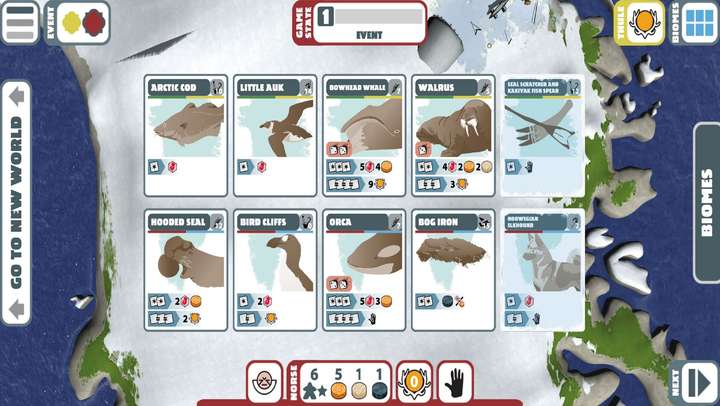 EVENT
GAME STATE
1
EVENT
THULE
BIOMES
GO TO NEW WORLD
ARCTIC COD
LITTLE AUK
BOWHEAD WHALE
WALRUS
SEAL SCRATCHER AND
KAKIVAK FISH SPEAR
5 4
9
4 2 2
3
BIOMES
HOODED SEAL
BIRD CLIFFS
ORCA
BOG IRON
NORWEGIAN
ELKHOUND
2
2
2
2
5 3
NORSE
6 5 1 1
0
NEXT